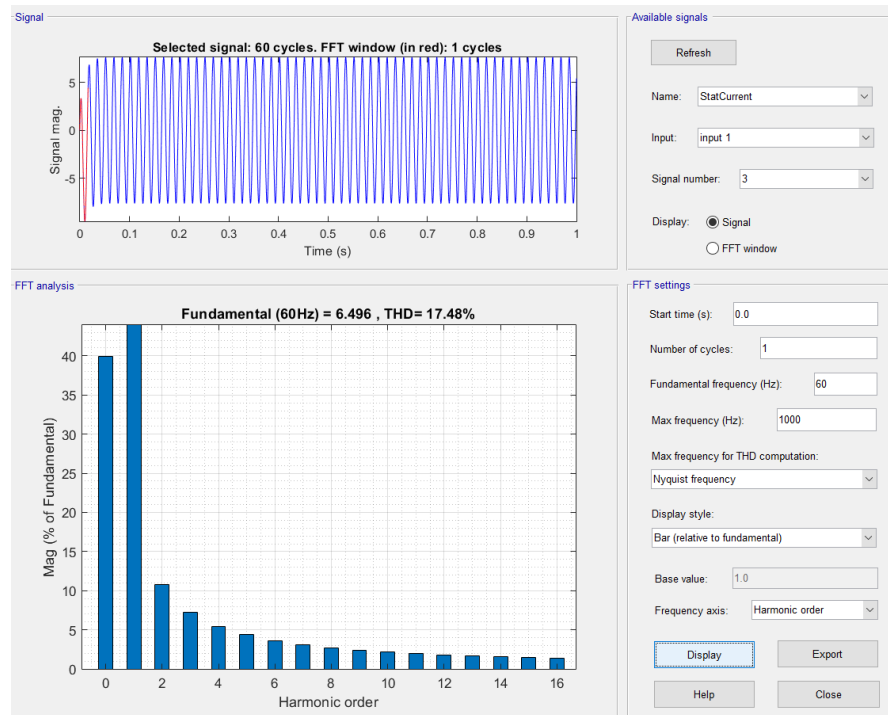 Signal
Selected signal: 60 cycles. FFT window (in red): 1 cycles
5
0
-5
Signal mag.
0 0.1 0.2 0.3 0.4 0.5 0.6 0.7 0.8 0.9 1
Time (s)
Available signals
Refresh
Name: StatCurrent
Input: input 1
Signal number: 3
Display: Signal
FFT window
FFT analysis
Fundamental (60Hz) = 6.496 , THD= 17.48%
40
35
30
25
20
15
10
5
0
Mag (% of Fundamental)
0 2 4 6 8 10 12 14 16
Harmonic order
FFT settings
Start time (s): 0.0
Number of cycles: 1
Fundamental frequency (Hz): 60
Max frequency (Hz): 1000
Max frequency for THD computation:
Nyquist frequency
Display style:
Bar (relative to fundamental)
Base value: 1.0
Frequency axis: Harmonic order
Display Export
Help Close